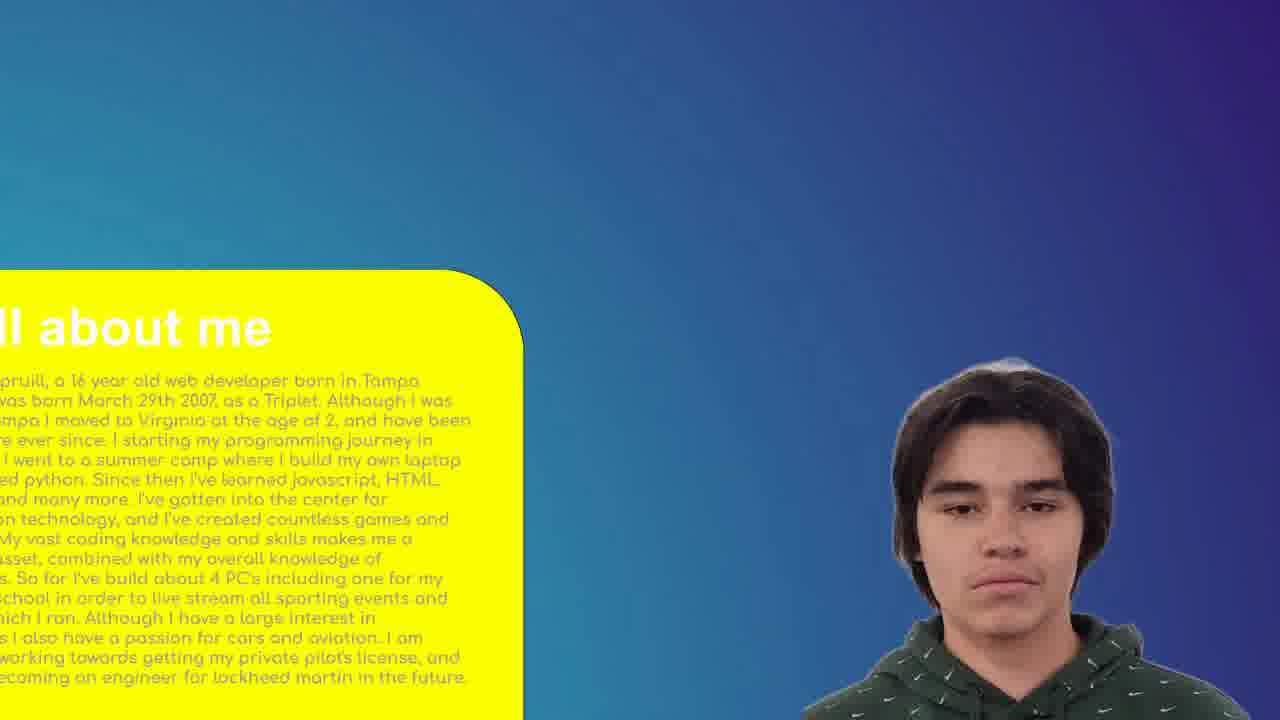 ll about me
pruill, a 16 year old web developer born in Tampa
was born March 29th 2007, as a Triplet. Although I was
mpa I moved to Virginia at the age of 2, and have been
re ever since. I starting my programming journey in
I went to a summer camp where I build my own laptop
ed python. Since then I've learned javascript, HTML,
and many more. I've gotten into the center for
on technology, and I've created countless games and
My vast coding knowledge and skills makes me a
asset, combined with my overall knowledge of
s. So far I've build about 4 PC's including one for my
school in order to live stream all sporting events and
hich I ran. Although I have a large interest in
s I also have a passion for cars and aviation. I am
working towards getting my private pilot's license, and
ecoming an engineer for lockheed martin in the future.